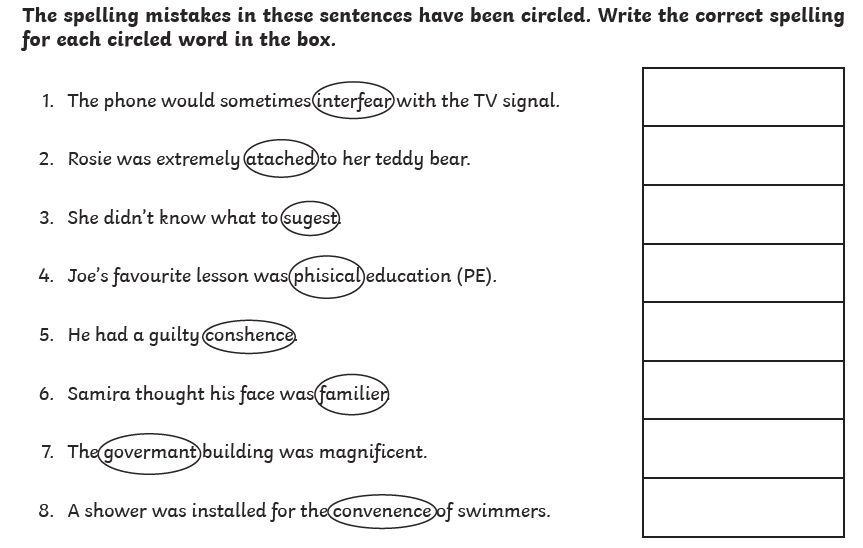 The spelling mistakes in these sentences have been circled. Write the correct spelling
for each circled word in the box.
1. The phone would sometimes interfear with the TV signal.
2. Rosie was extremely atached to her teddy bear.
3. She didn't know what to sugest.
4. Joe's favourite lesson was phisical education (PE).
5. He had a guilty conshence.
6. Samira thought his face was familier.
7. The govermant building was magnificent.
8. A shower was installed for the convenence of swimmers.